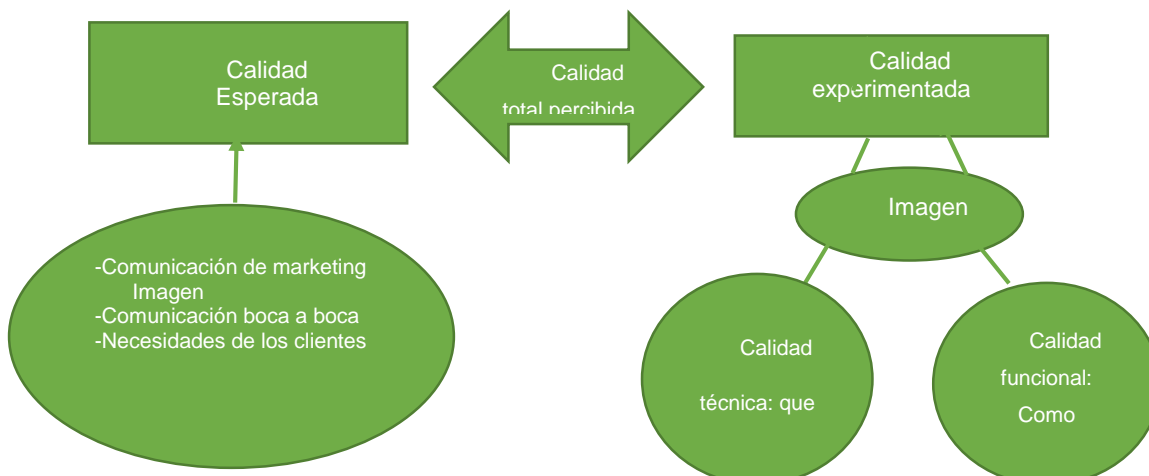 Calidad
Esperada
Calidad
total percibida
Calidad
experimentada
Imagen
-Comunicación de marketing
Imagen
-Comunicación boca a boca
-Necesidades de los clientes
Calidad
técnica: que
Calidad
funcional:
Como